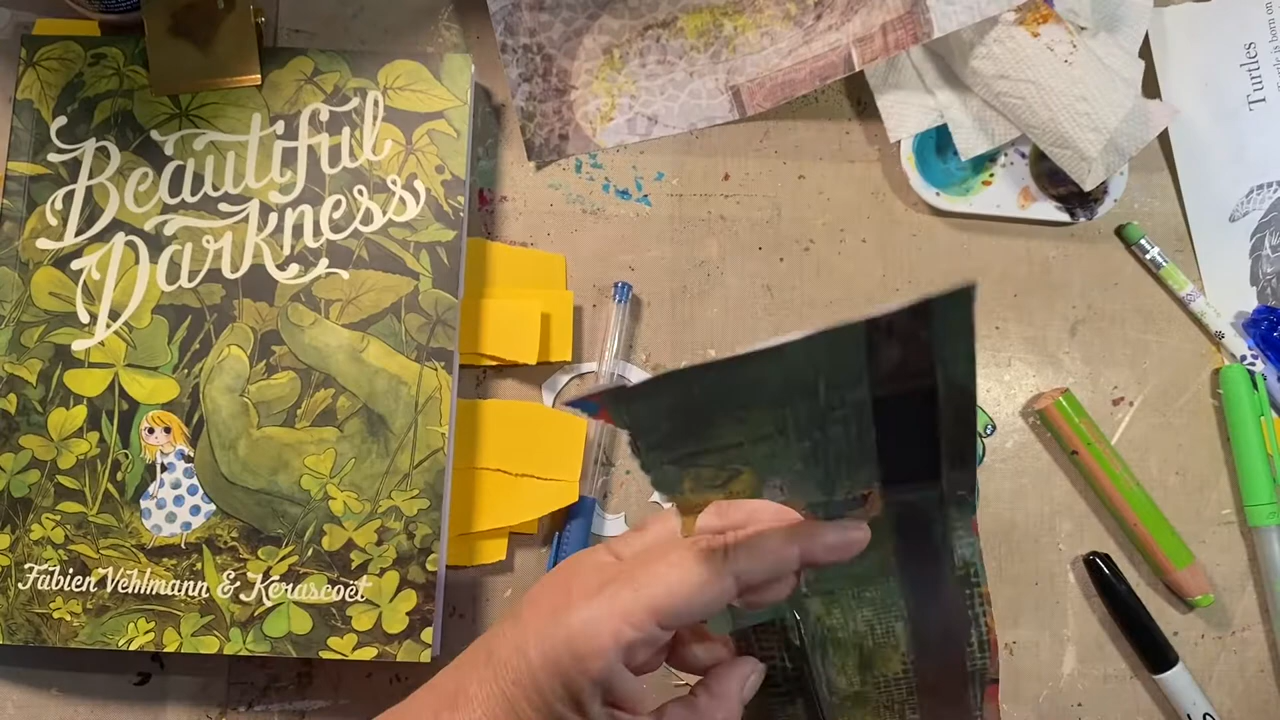 Beautiful
Darkness
Fabien Vehlmann & Kerascoët
Turtles